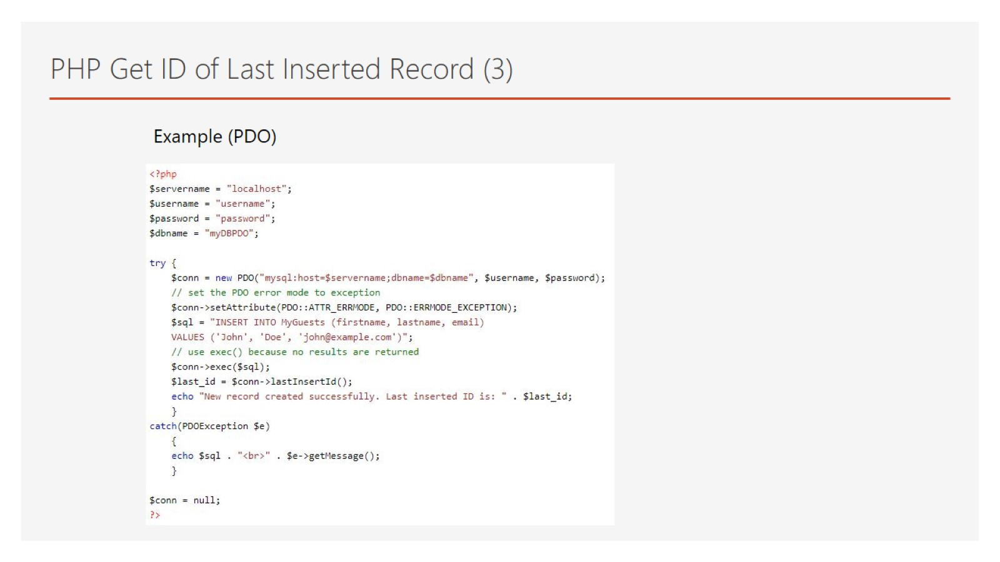 PHP Get ID of Last Inserted Record (3)
Example (PDO)
<?php
$servername = "localhost";
$username = "username";
$password = "password";
$dbname = "myDBPDO";
try {
$conn = new PDO("mysql:host=$servername;dbname=$dbname", $username, $password);
// set the PDO error mode to exception
$conn->setAttribute(PDO::ATTR_ERRMODE, PDO::ERRMODE_EXCEPTION);
$sql = "INSERT INTO MyGuests (firstname, lastname, email)
VALUES ('John', 'Doe', 'john@example.com')";
// use exec() because no results are returned
$conn->exec($sql);
$last_id = $conn->lastInsertId();
echo "New record created successfully. Last inserted ID is: " . $last_id;
}
catch(PDOException $e)
{
echo $sql . "<br>" . $e->getMessage();
}
$conn = null;
?>